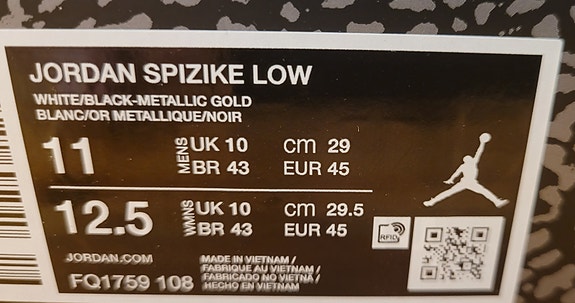 JORDAN SPIZIKE LOW
WHITE/BLACK-METALLIC GOLD
BLANC/OR METALLIQUE/NOIR
11 MENS UK 10 cm 29
BR 43 EUR 45
12.5 WMNS UK 10 cm 29.5
BR 43 EUR 45
RFID
JORDAN.COM
FQ1759 108
MADE IN VIETNAM /
FABRIQUE AU VIETNAM /
FABRICADO NO VIETNÃ /
HECHO EN VIETNAM